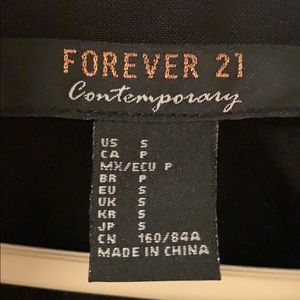 FOREVER 21
Contemporary
US S
CA P
MX/ECU P
BR P
EU S
UK S
KR S
JP S
CN 160/84A
MADE IN CHINA